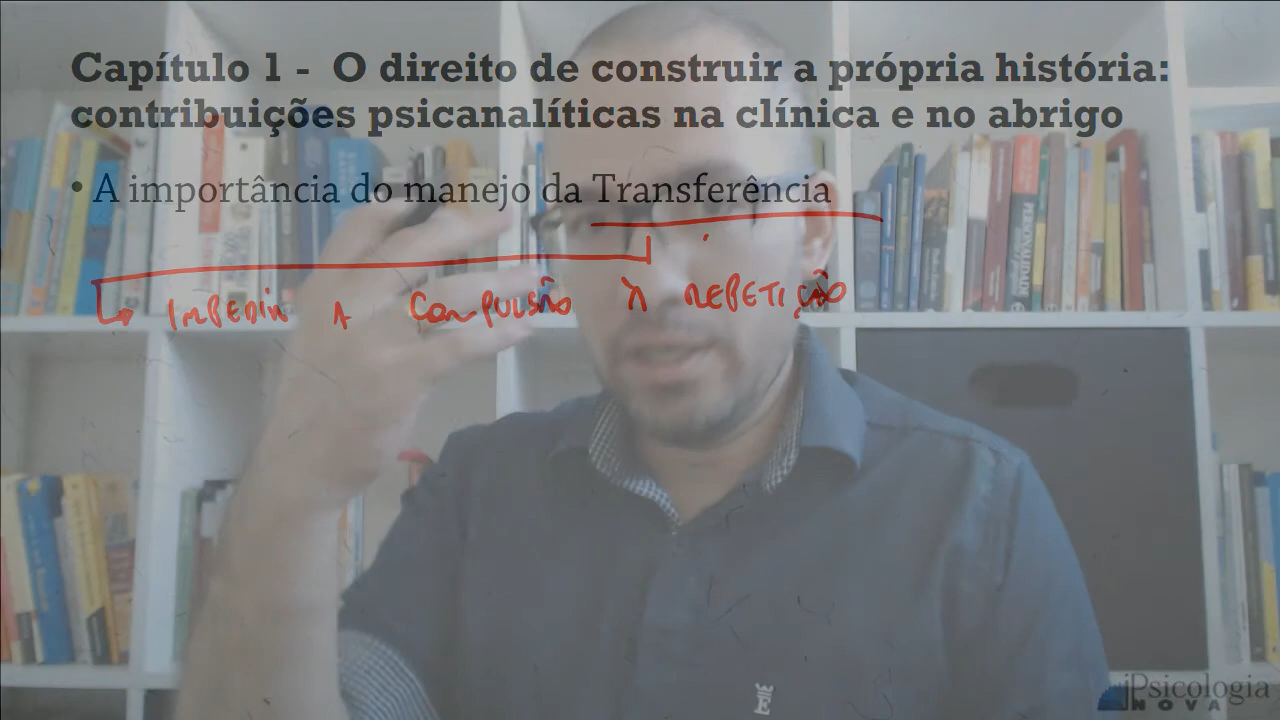 Capítulo 1 - O direito de construir a própria história:
contribuições psicanalíticas na clínica e no abrigo
• A importância do manejo da Transferência
IMPEDIR A COMPULSÃO À REPETIÇÃO
Psicologia
NOVA